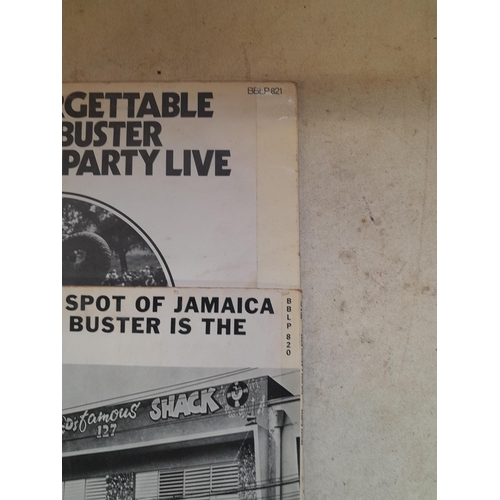 RGETTABLE
BUSTER
PARTY LIVE
BBLP 821
SPOT OF JAMAICA
BUSTER IS THE
BBLP 820
famous SHACK
127